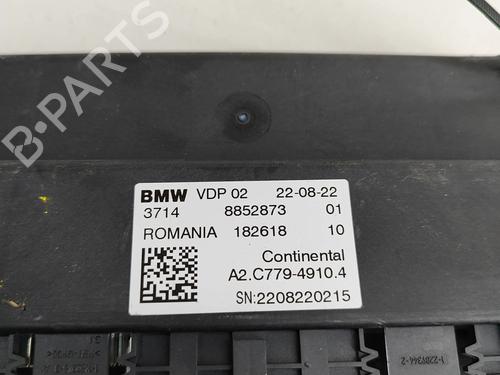 BMW VDP 02 22-08-22
3714 8852873 01
ROMANIA 182618 10
Continental
A2.C779-4910.4
SN:2208220215
B-PARTS